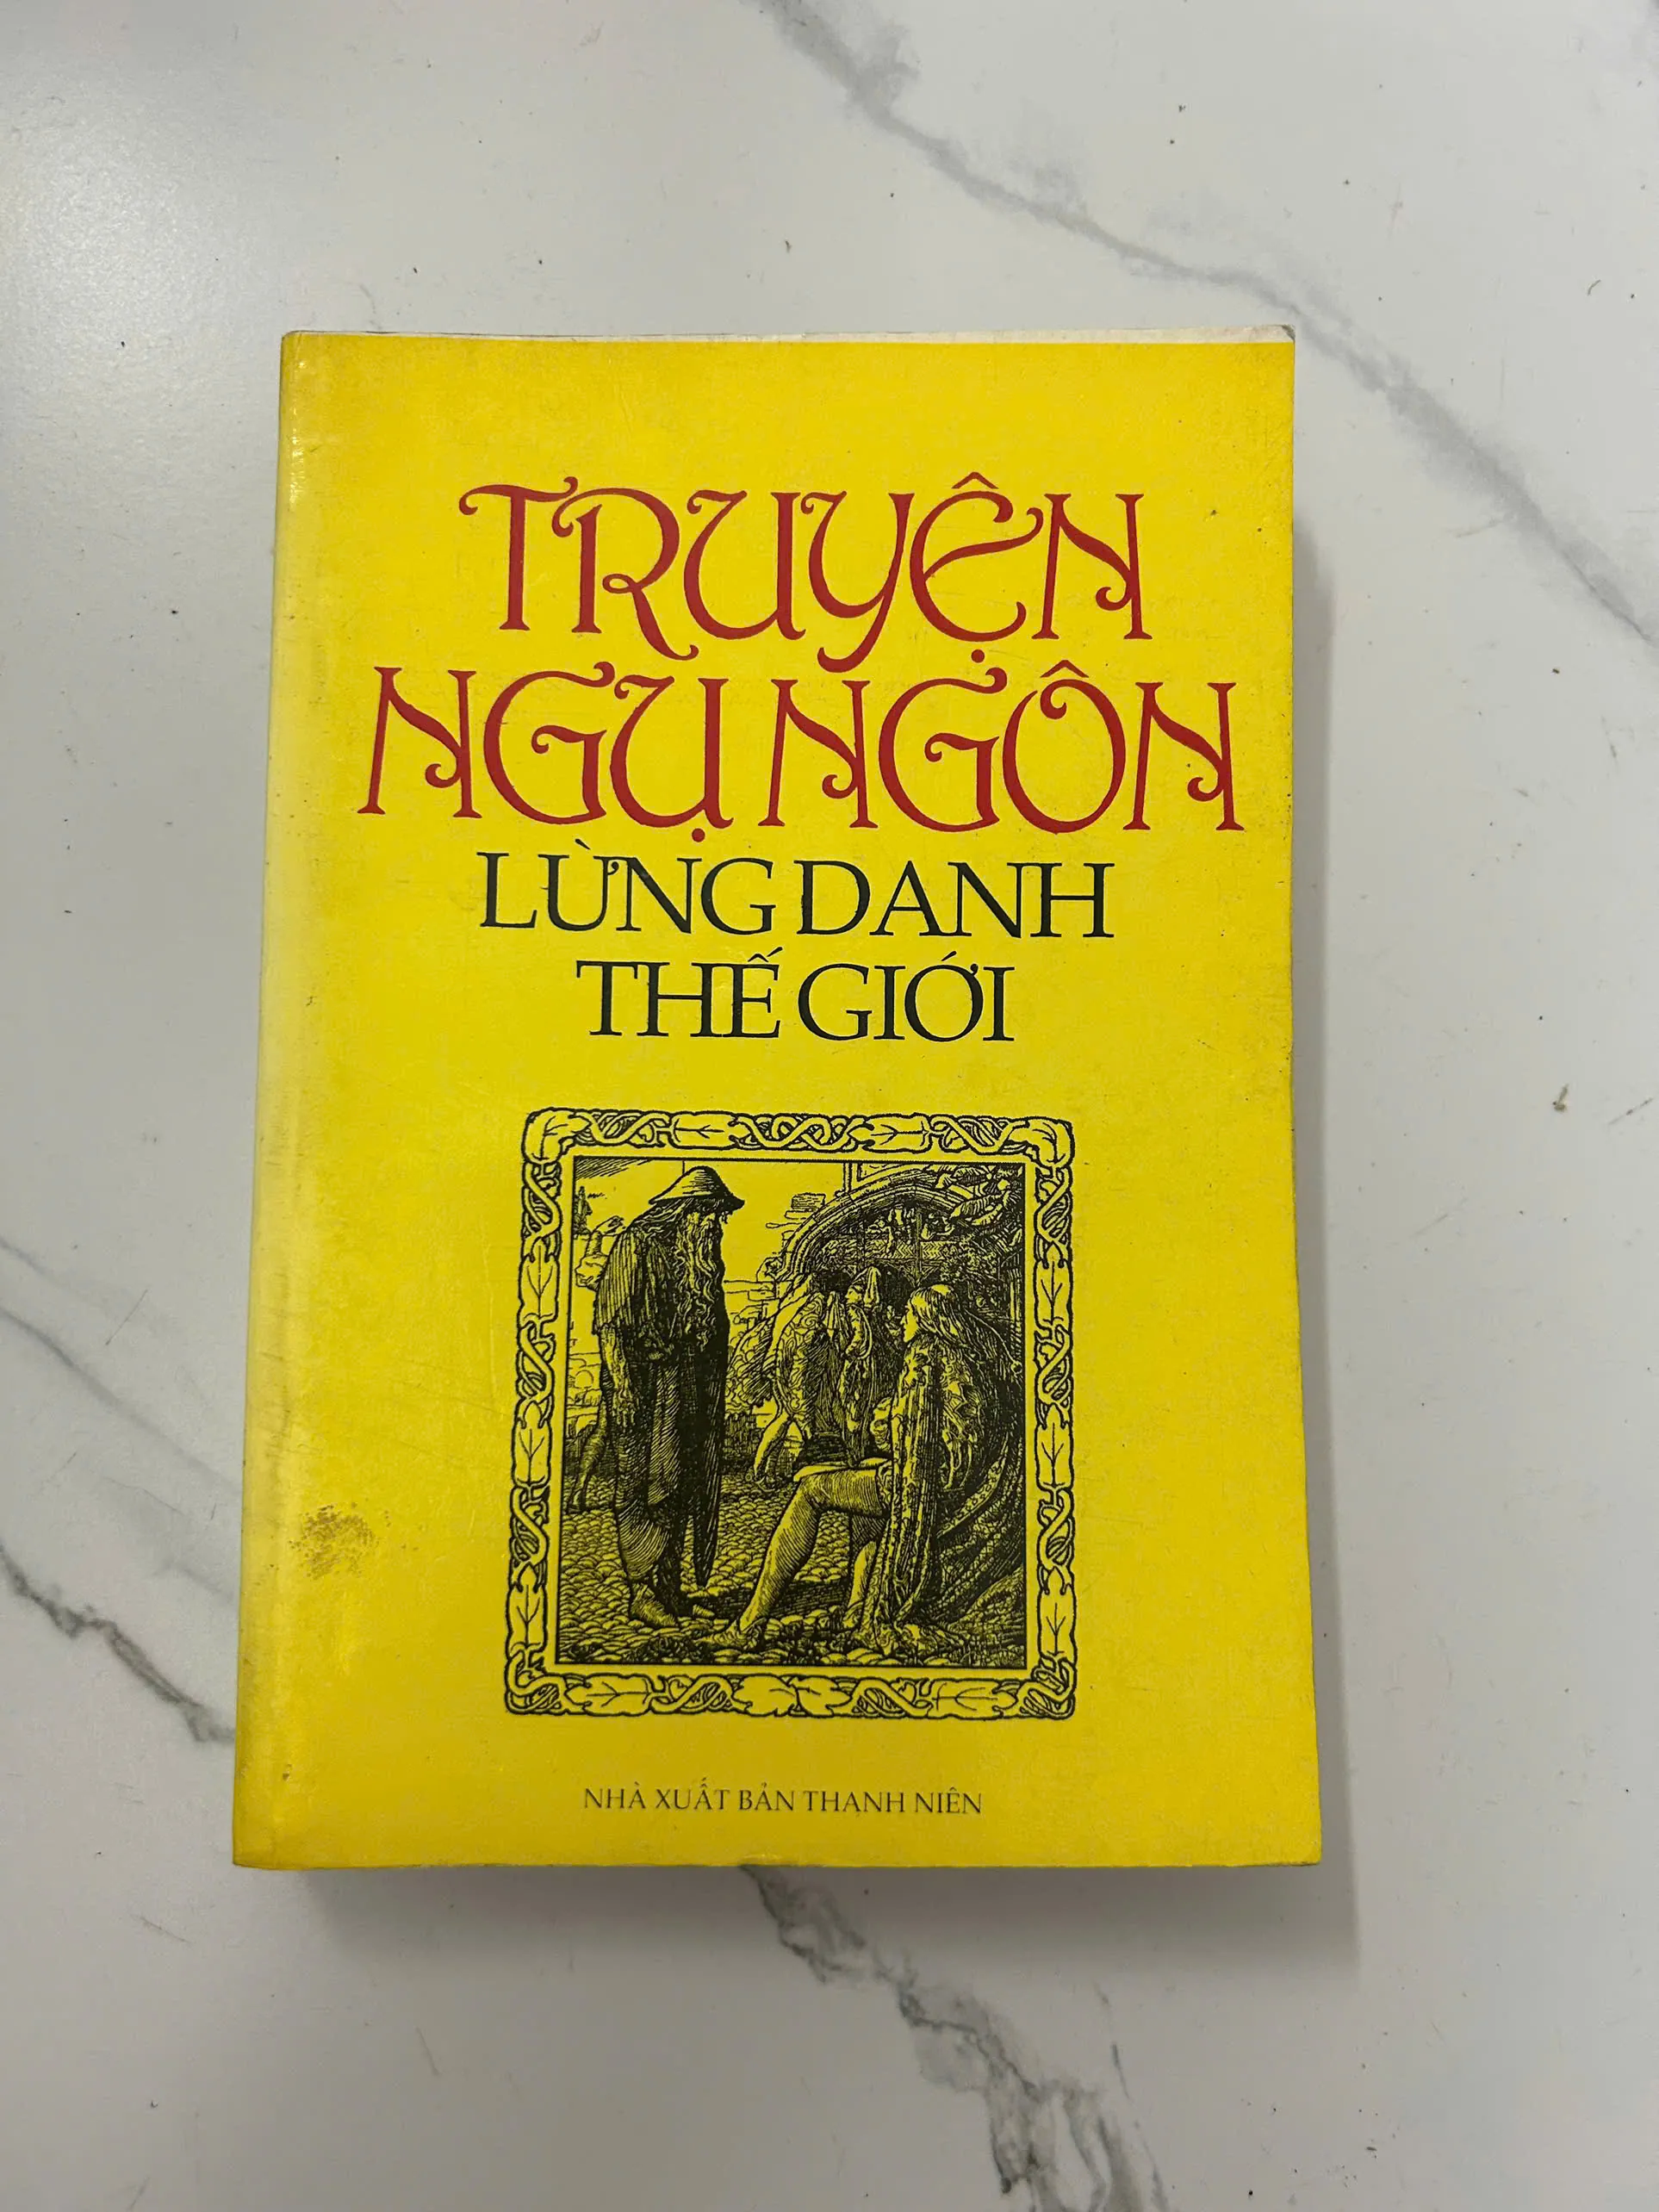 TRUYỆN
NGỤ NGÔN
LỪNG DANH
THẾ GIỚI
NHÀ XUẤT BẢN THANH NIÊN